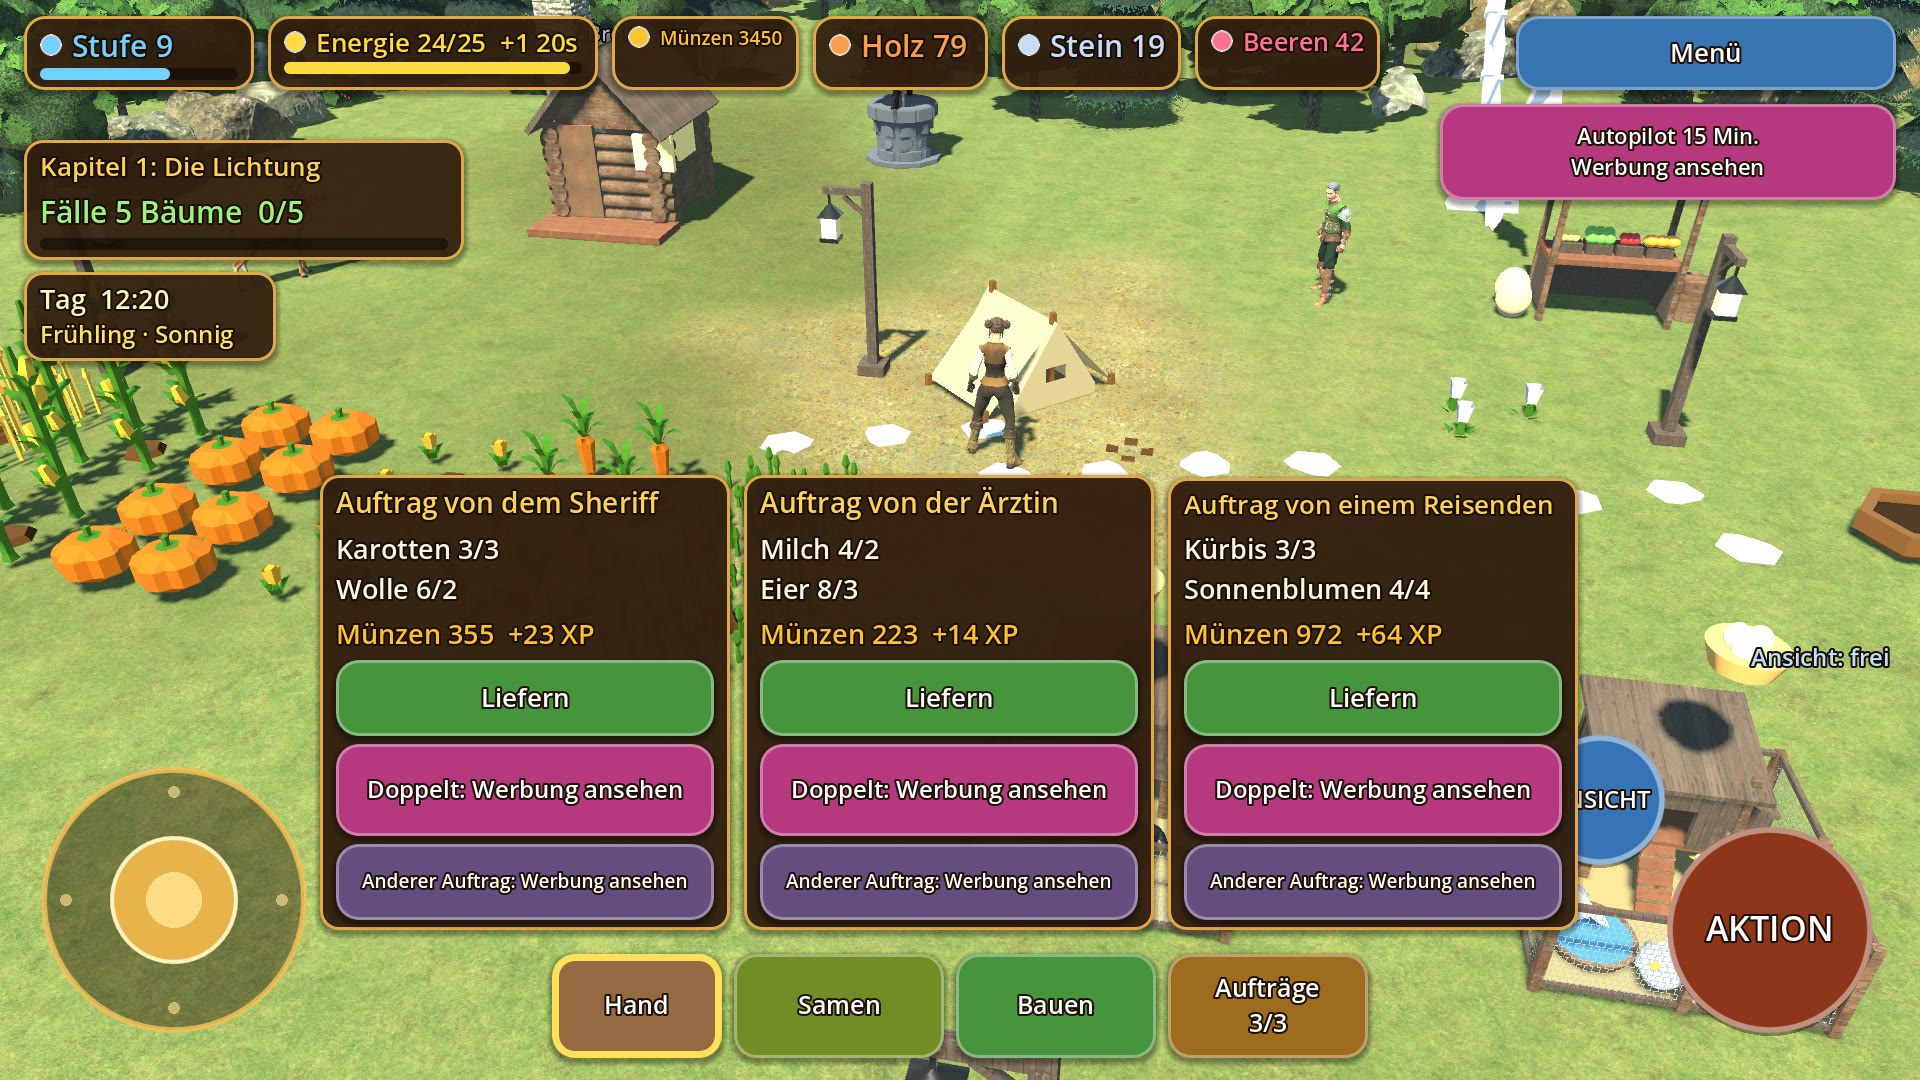 Stufe 9
Energie 24/25 +1 20s
Münzen 3450
Holz 79
Stein 19
Beeren 42
Menü
Autopilot 15 Min.
Werbung ansehen
Kapitel 1: Die Lichtung
Fälle 5 Bäume 0/5
Tag 12:20
Frühling · Sonnig
Auftrag von dem Sheriff
Karotten 3/3
Wolle 6/2
Münzen 355 +23 XP
Liefern
Doppelt: Werbung ansehen
Anderer Auftrag: Werbung ansehen
Auftrag von der Ärztin
Milch 4/2
Eier 8/3
Münzen 223 +14 XP
Liefern
Doppelt: Werbung ansehen
Anderer Auftrag: Werbung ansehen
Auftrag von einem Reisenden
Kürbis 3/3
Sonnenblumen 4/4
Münzen 972 +64 XP
Liefern
Doppelt: Werbung ansehen
Anderer Auftrag: Werbung ansehen
Ansicht: frei
AKTION
Hand
Samen
Bauen
Aufträge
3/3